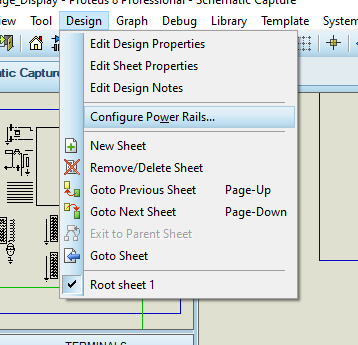 ge_Display - Proteus 8 Professional - Schematic Capture
iew Tool Design Graph Debug Library Template System
atic Capture
Edit Design Properties
Edit Sheet Properties
Edit Design Notes
Configure Power Rails...
New Sheet
Remove/Delete Sheet
Goto Previous Sheet Page-Up
Goto Next Sheet Page-Down
Exit to Parent Sheet
Goto Sheet
Root sheet 1
TERMINALS